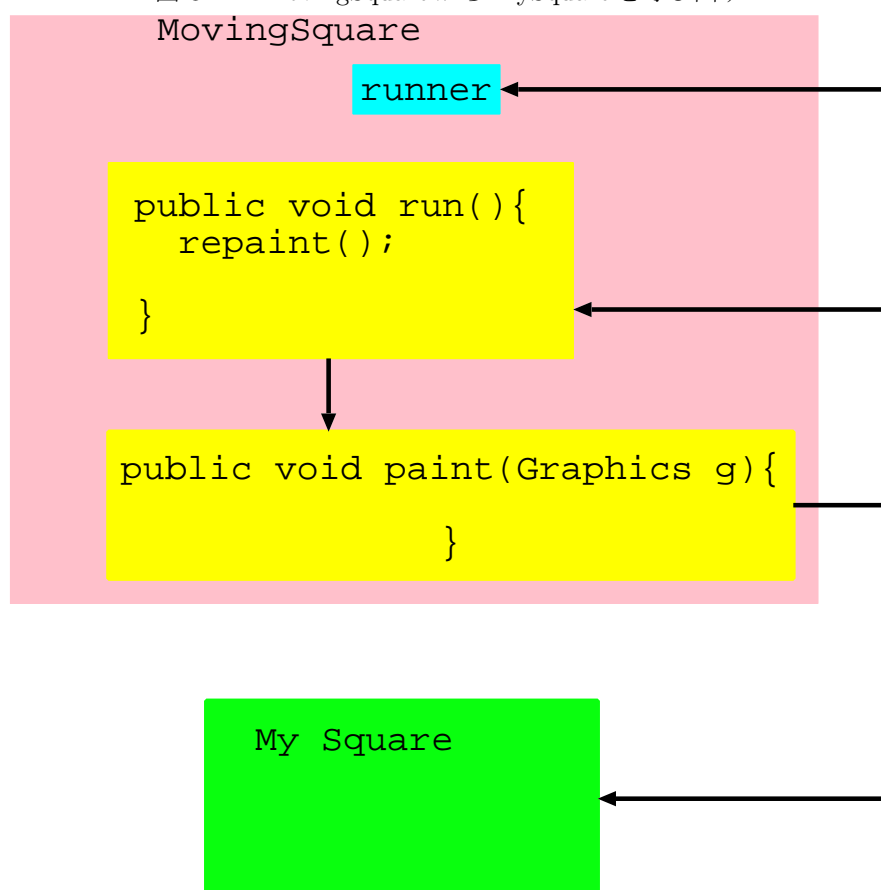 MovingSquare
runner
public void run(){
repaint();
}
public void paint(Graphics g){
}
My Square